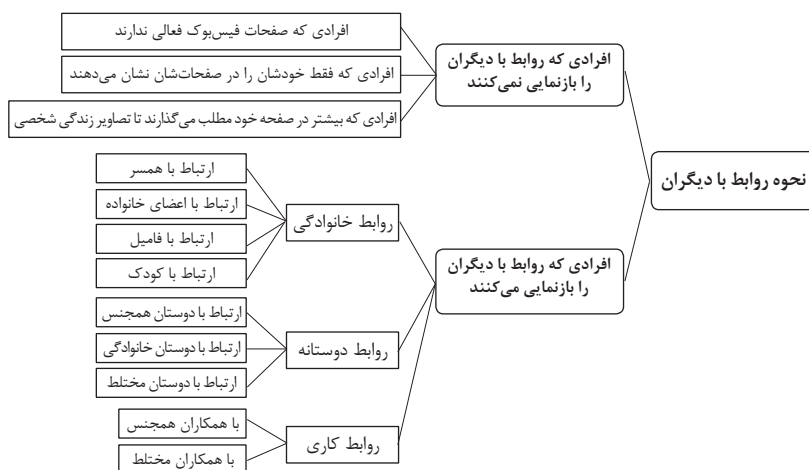 نحوه روابط با دیگران
افرادی که روابط با دیگران
را بازنمایی نمی‌کنند
افرادی که صفحات فیس‌بوک فعالی ندارند
افرادی که فقط خودشان را در صفحات‌شان نشان می‌دهند
افرادی که بیشتر در صفحه خود مطلب می‌گذارند تا تصاویر زندگی شخصی
افرادی که روابط با دیگران
را بازنمایی می‌کنند
روابط خانوادگی
ارتباط با همسر
ارتباط با اعضای خانواده
ارتباط با فامیل
ارتباط با کودک
روابط دوستانه
ارتباط با دوستان همجنس
ارتباط با دوستان خانوادگی
ارتباط با دوستان مختلط
روابط کاری
با همکاران همجنس
با همکاران مختلط